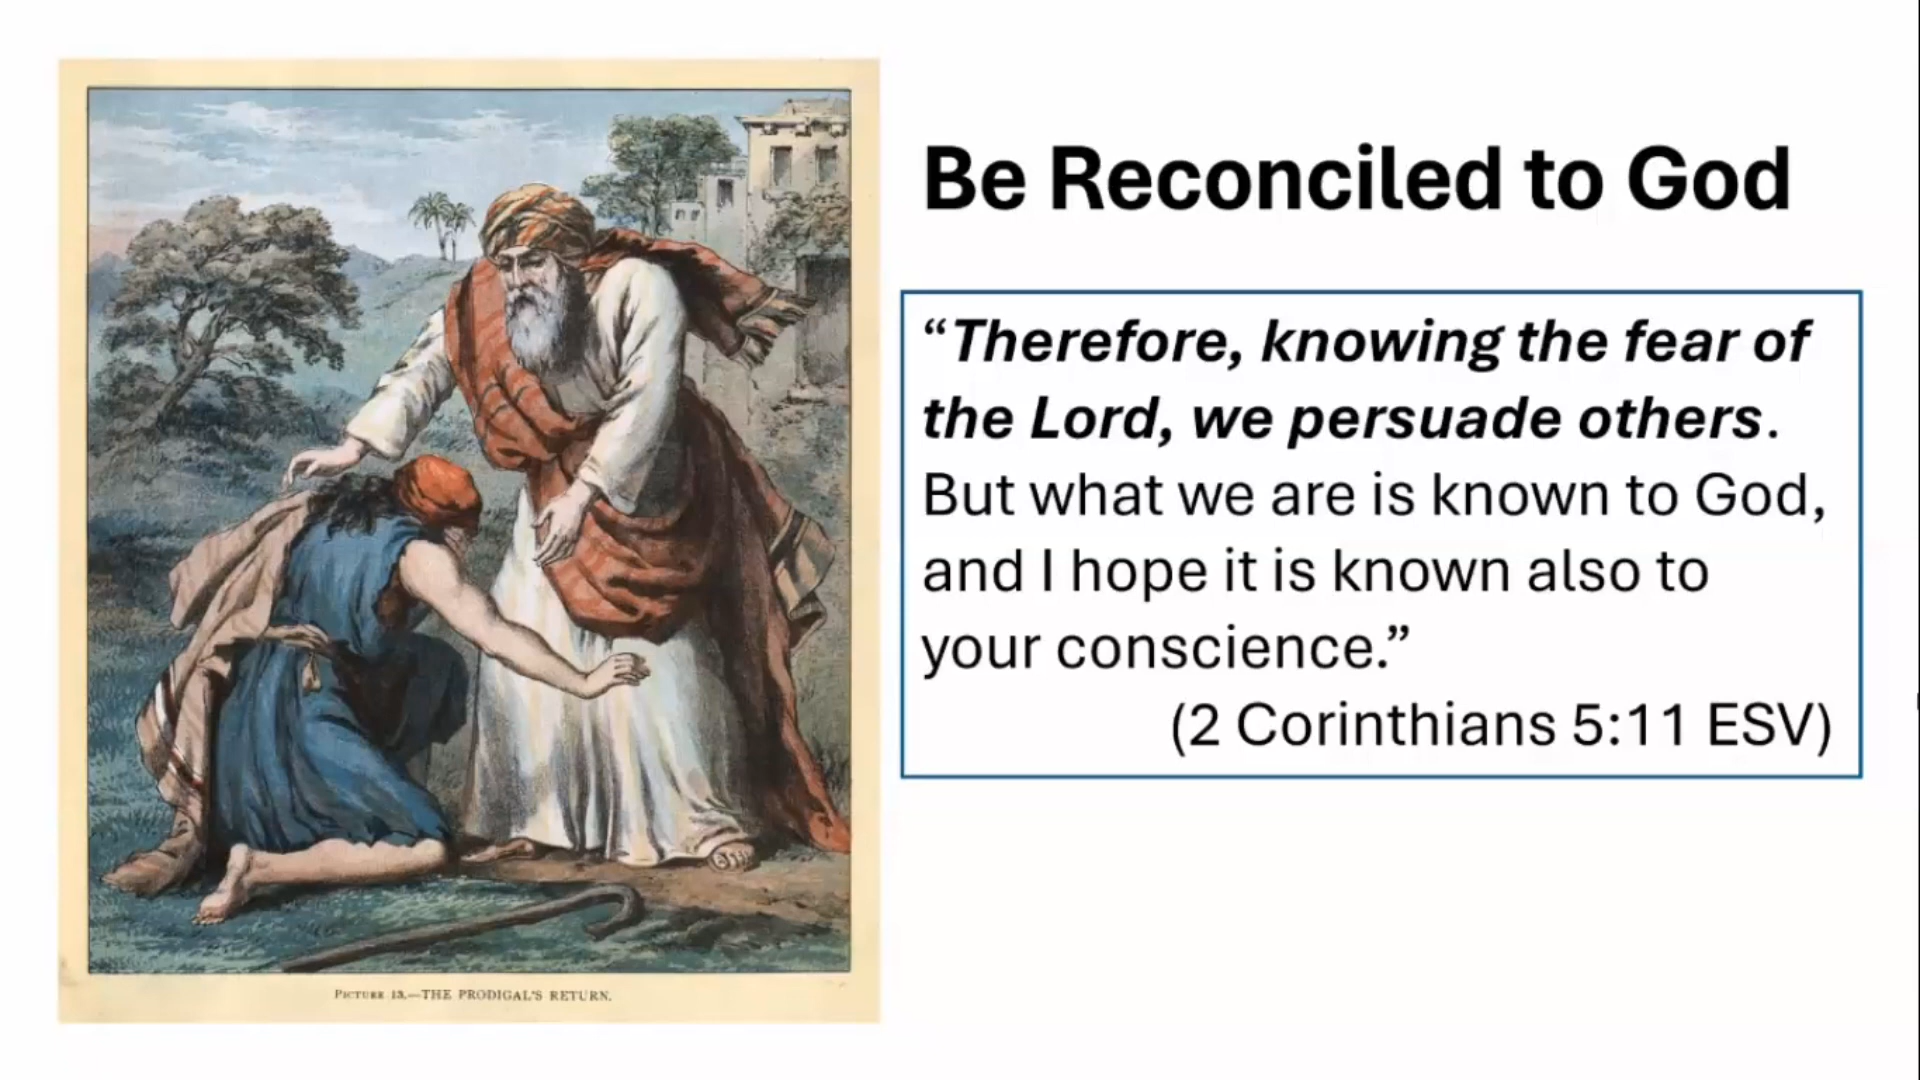 Be Reconciled to God
“Therefore, knowing the fear of
the Lord, we persuade others.
But what we are is known to God,
and I hope it is known also to
your conscience.”
(2 Corinthians 5:11 ESV)
PICTURE 13.—THE PRODIGAL'S RETURN.